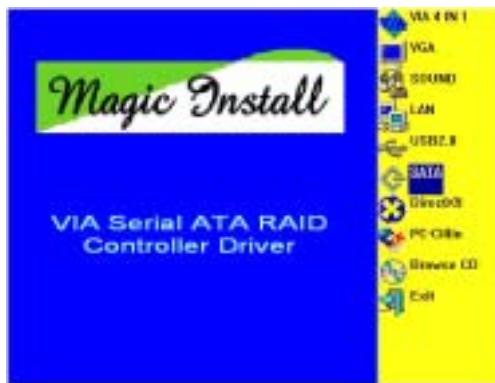 Magic Install
VIA Serial ATA RAID
Controller Driver
VIA 4 IN 1
VGA
SOUND
LAN
USB2.0
SATA
DirectX
PC-Cillin
Browse CD
Exit